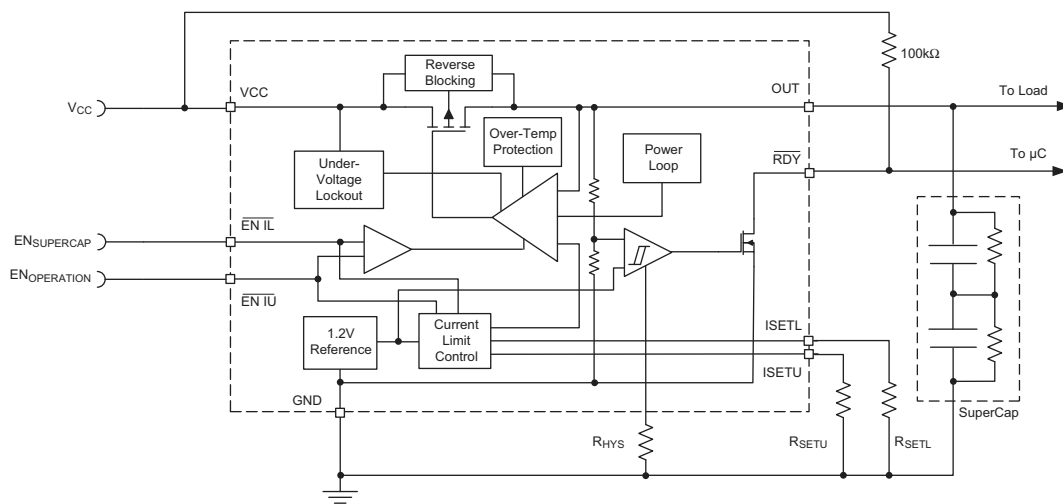 100kΩ
Reverse
Blocking
VCC
OUT
To Load
VCC
Over-Temp
Protection
Power
Loop
RDY
To µC
Under-
Voltage
Lockout
EN IL
ENSUPERCAP
ENOPERATION
EN IU
1.2V
Reference
Current
Limit
Control
ISETL
ISETU
GND
SuperCap
RHYS
RSETU
RSETL